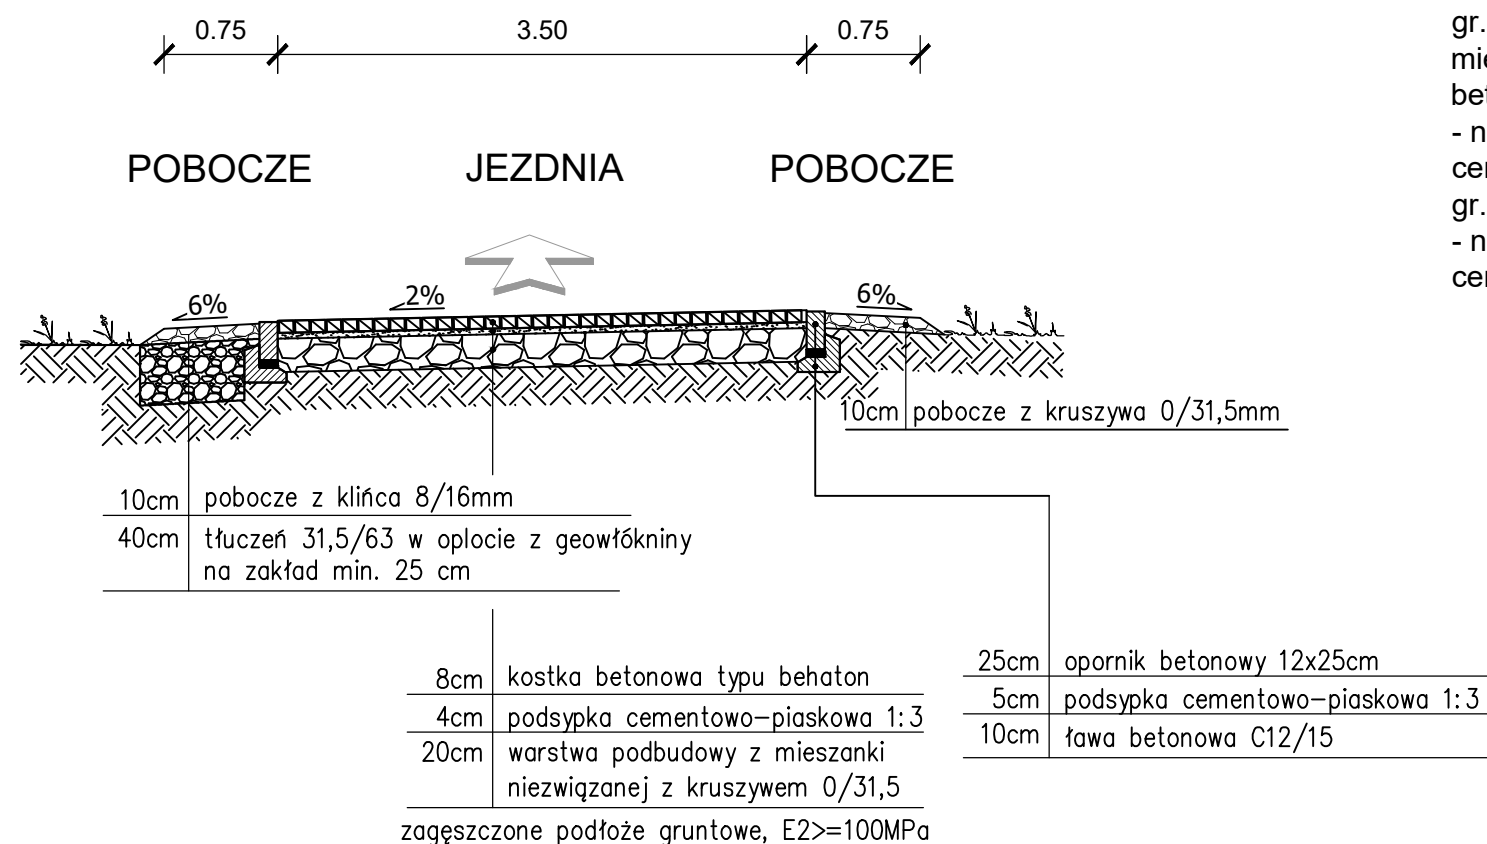 0.75
3.50
0.75
POBOCZE
JEZDNIA
POBOCZE
6%
2%
6%
10cm pobocze z kruszywa 0/31,5mm
10cm pobocze z klińca 8/16mm
40cm tłuczeń 31,5/63 w oplocie z geowłókniny
na zakład min. 25 cm
8cm kostka betonowa typu behaton
4cm podsypka cementowo-piaskowa 1:3
20cm warstwa podbudowy z mieszanki
niezwiązanej z kruszywem 0/31,5
zagęszczone podłoże gruntowe, E2>=100MPa
25cm opornik betonowy 12x25cm
5cm podsypka cementowo-piaskowa 1:3
10cm ława betonowa C12/15
gr.
- n
gr.
- n